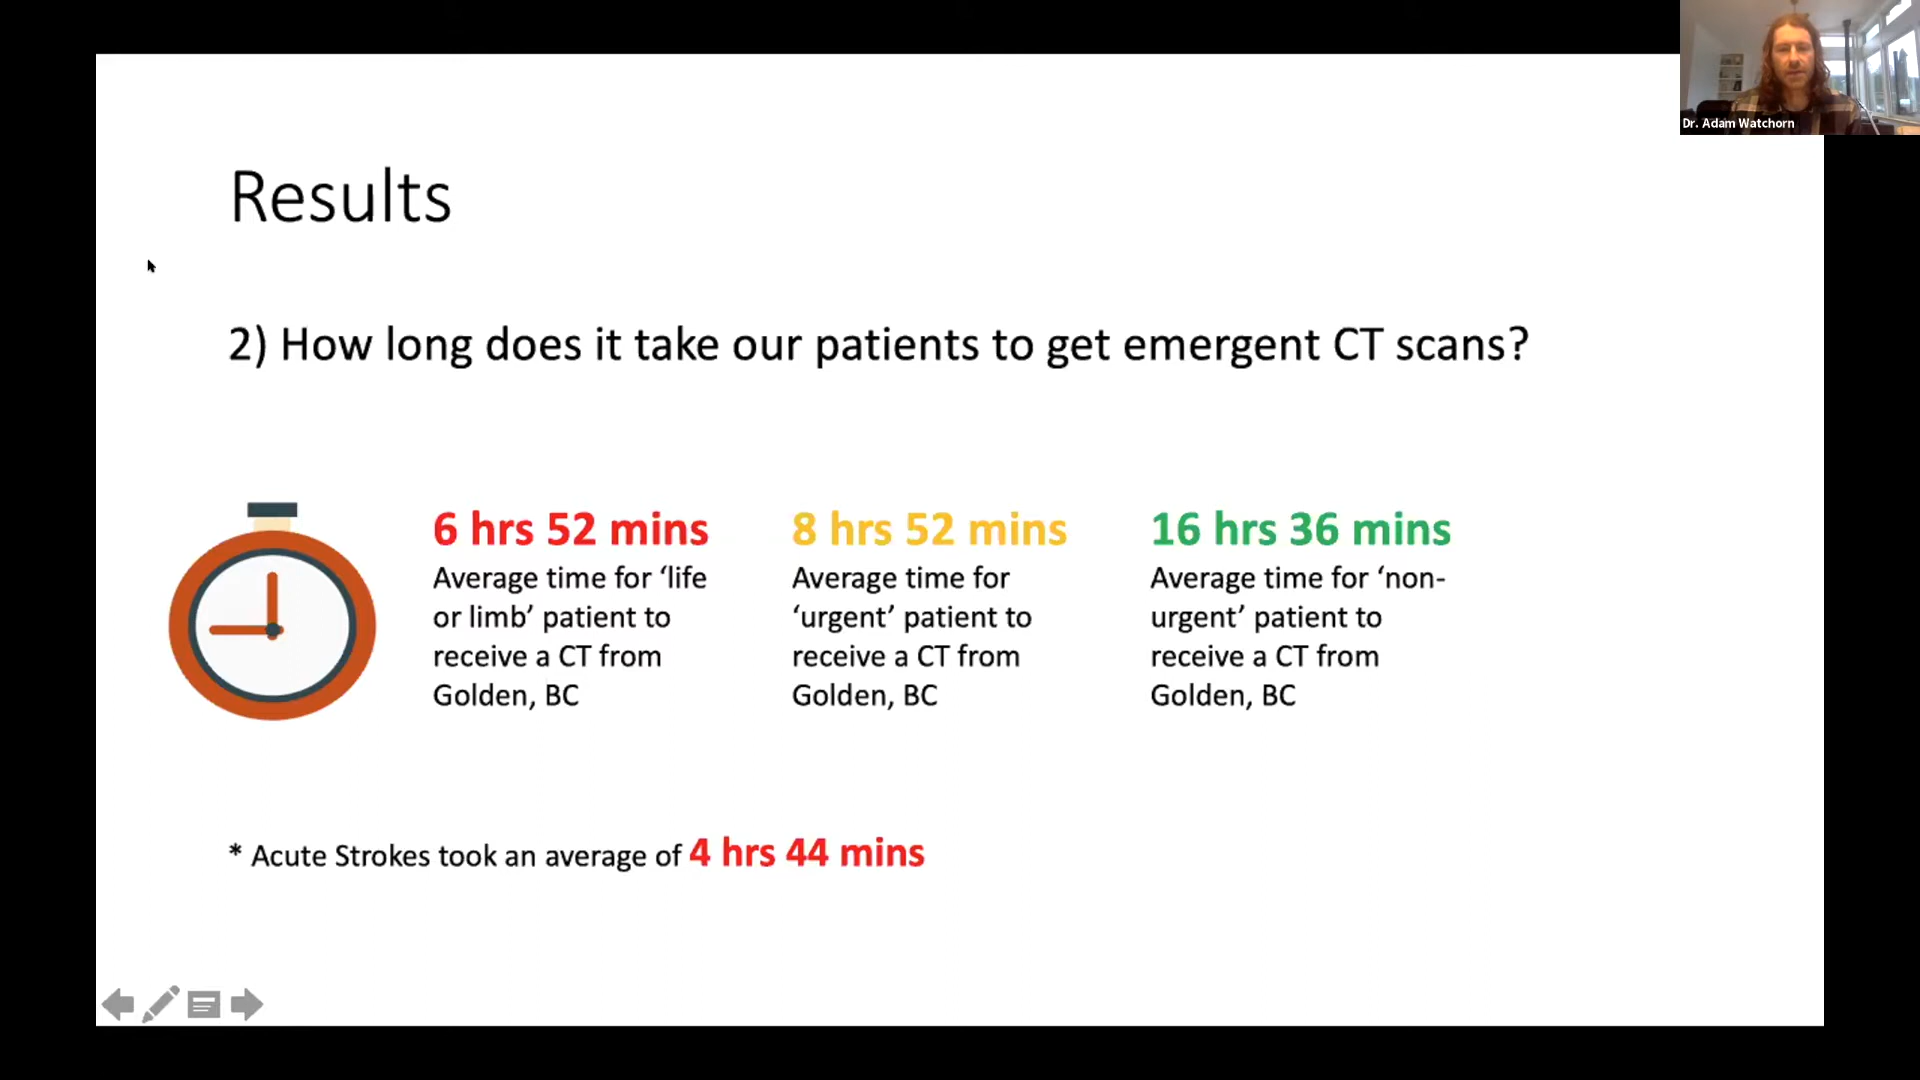 Dr. Adam Watchorn
Results
2) How long does it take our patients to get emergent CT scans?
6 hrs 52 mins
Average time for ‘life
or limb’ patient to
receive a CT from
Golden, BC
8 hrs 52 mins
Average time for
‘urgent’ patient to
receive a CT from
Golden, BC
16 hrs 36 mins
Average time for ‘non-
urgent’ patient to
receive a CT from
Golden, BC
* Acute Strokes took an average of 4 hrs 44 mins